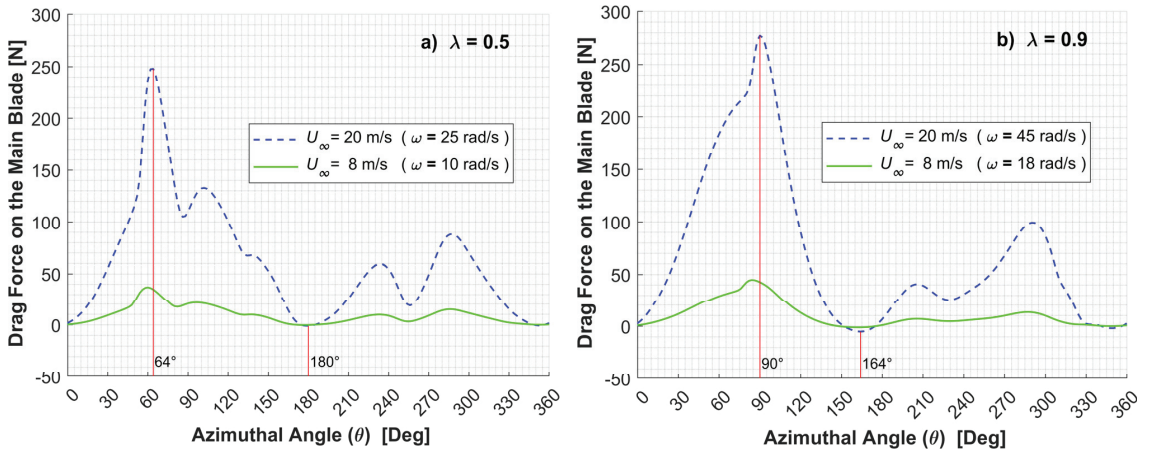 a) λ = 0.5
Drag Force on the Main Blade [N]
300
250
200
150
100
50
0
-50
U∞= 20 m/s ( ω = 25 rad/s )
U∞= 8 m/s ( ω = 10 rad/s )
64°
180°
0 30 60 90 120 150 180 210 240 270 300 330 360
Azimuthal Angle (θ) [Deg]
b) λ = 0.9
Drag Force on the Main Blade [N]
300
250
200
150
100
50
0
-50
U∞= 20 m/s ( ω = 45 rad/s )
U∞= 8 m/s ( ω = 18 rad/s )
90°
164°
0 30 60 90 120 150 180 210 240 270 300 330 360
Azimuthal Angle (θ) [Deg]